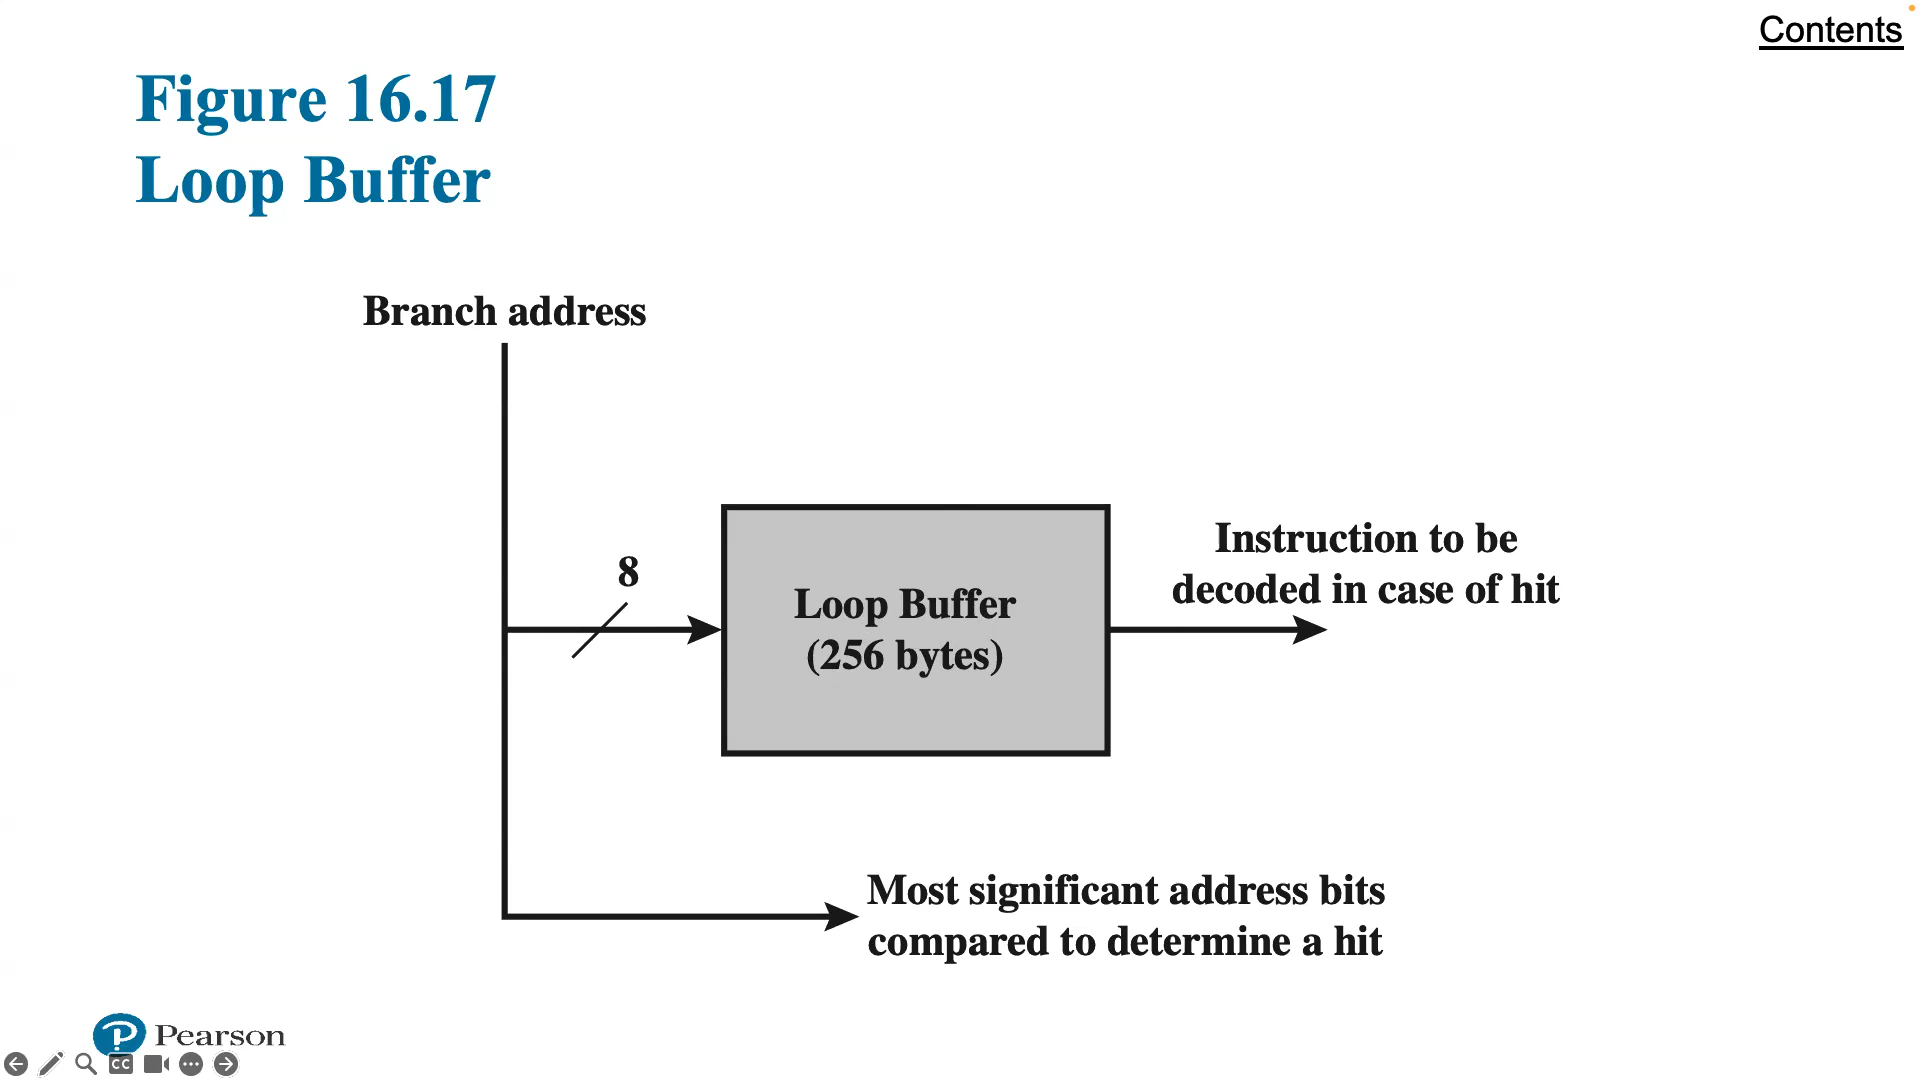 Contents
Figure 16.17
Loop Buffer
Branch address
8
Loop Buffer
(256 bytes)
Instruction to be
decoded in case of hit
Most significant address bits
compared to determine a hit
P Pearson
CC